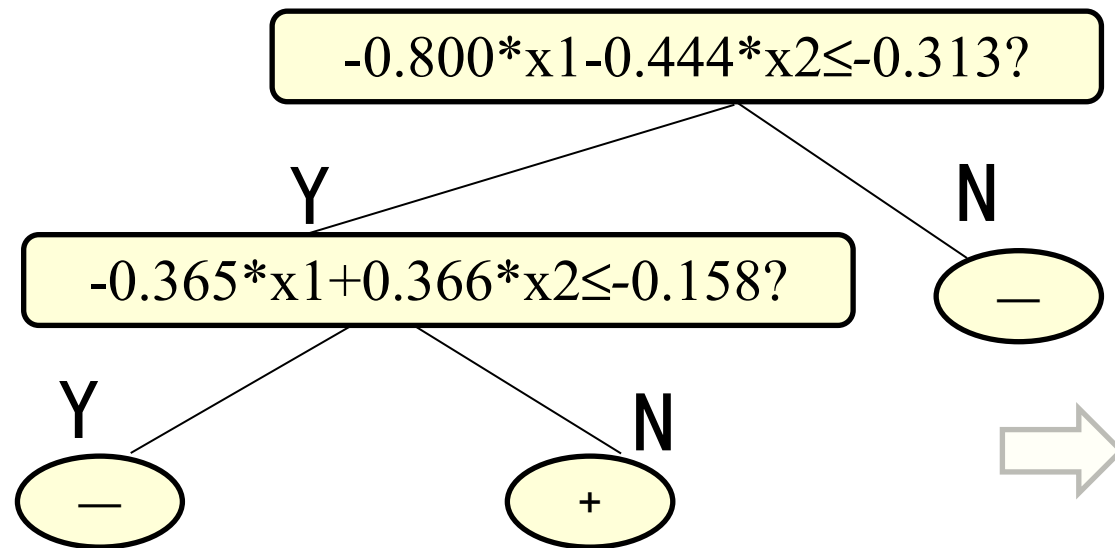 -0.800*x1-0.444*x2≤-0.313?
Y
N
-0.365*x1+0.366*x2≤-0.158?
—
Y
N
—
+